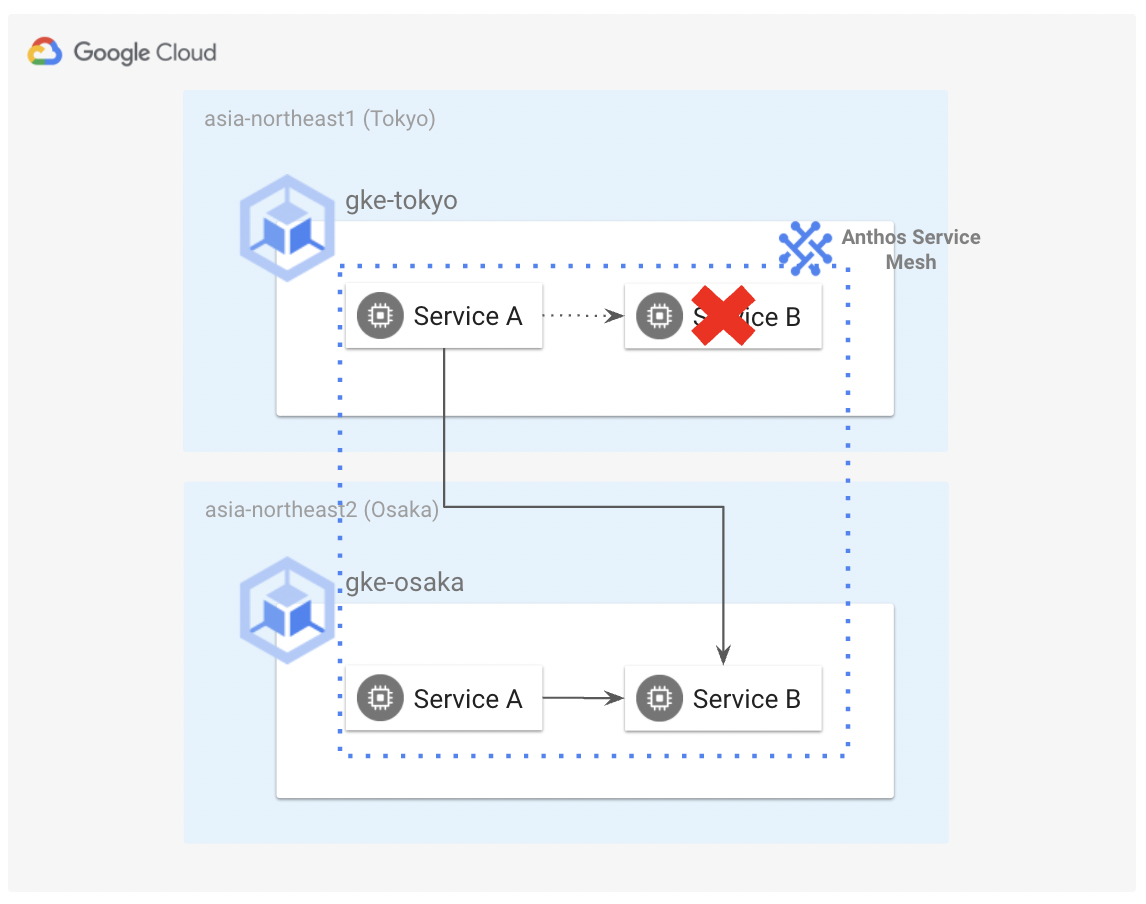 Google Cloud
asia-northeast1 (Tokyo)
gke-tokyo
Anthos Service
Mesh
Service A
Service B
asia-northeast2 (Osaka)
gke-osaka
Service A
Service B